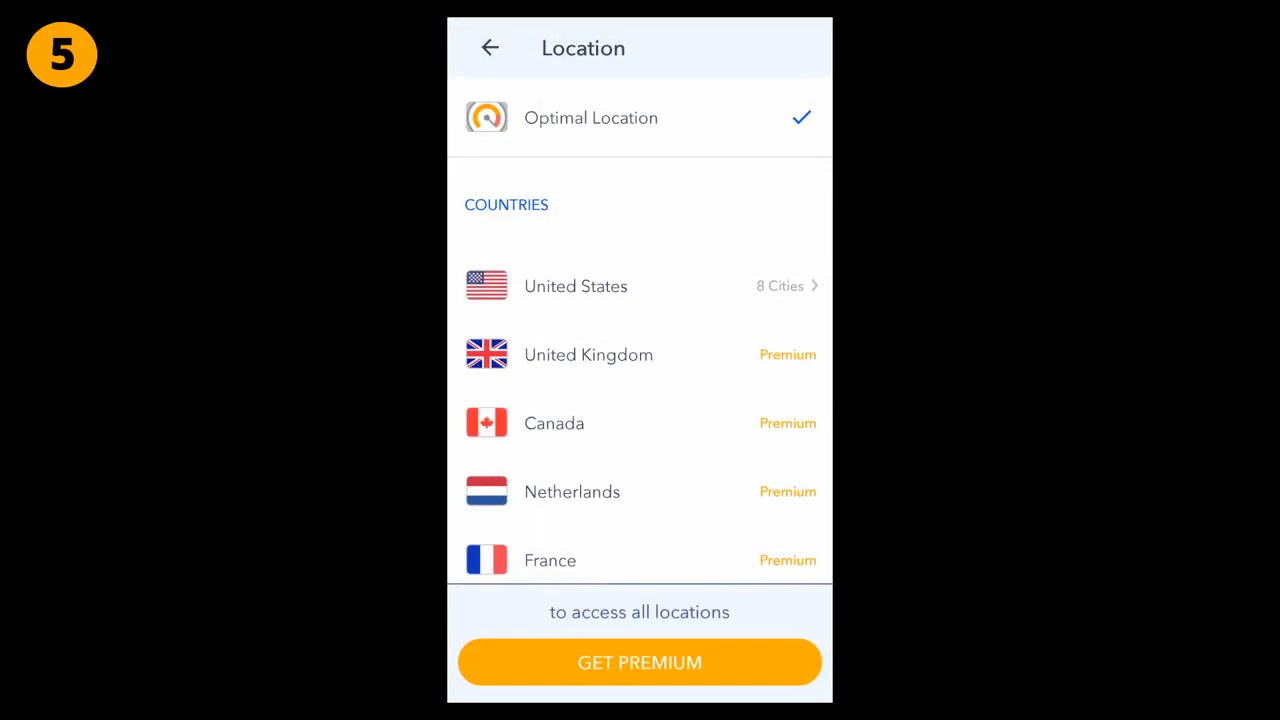 5
Location
Optimal Location
COUNTRIES
United States 8 Cities
United Kingdom Premium
Canada Premium
Netherlands Premium
France Premium
to access all locations
GET PREMIUM